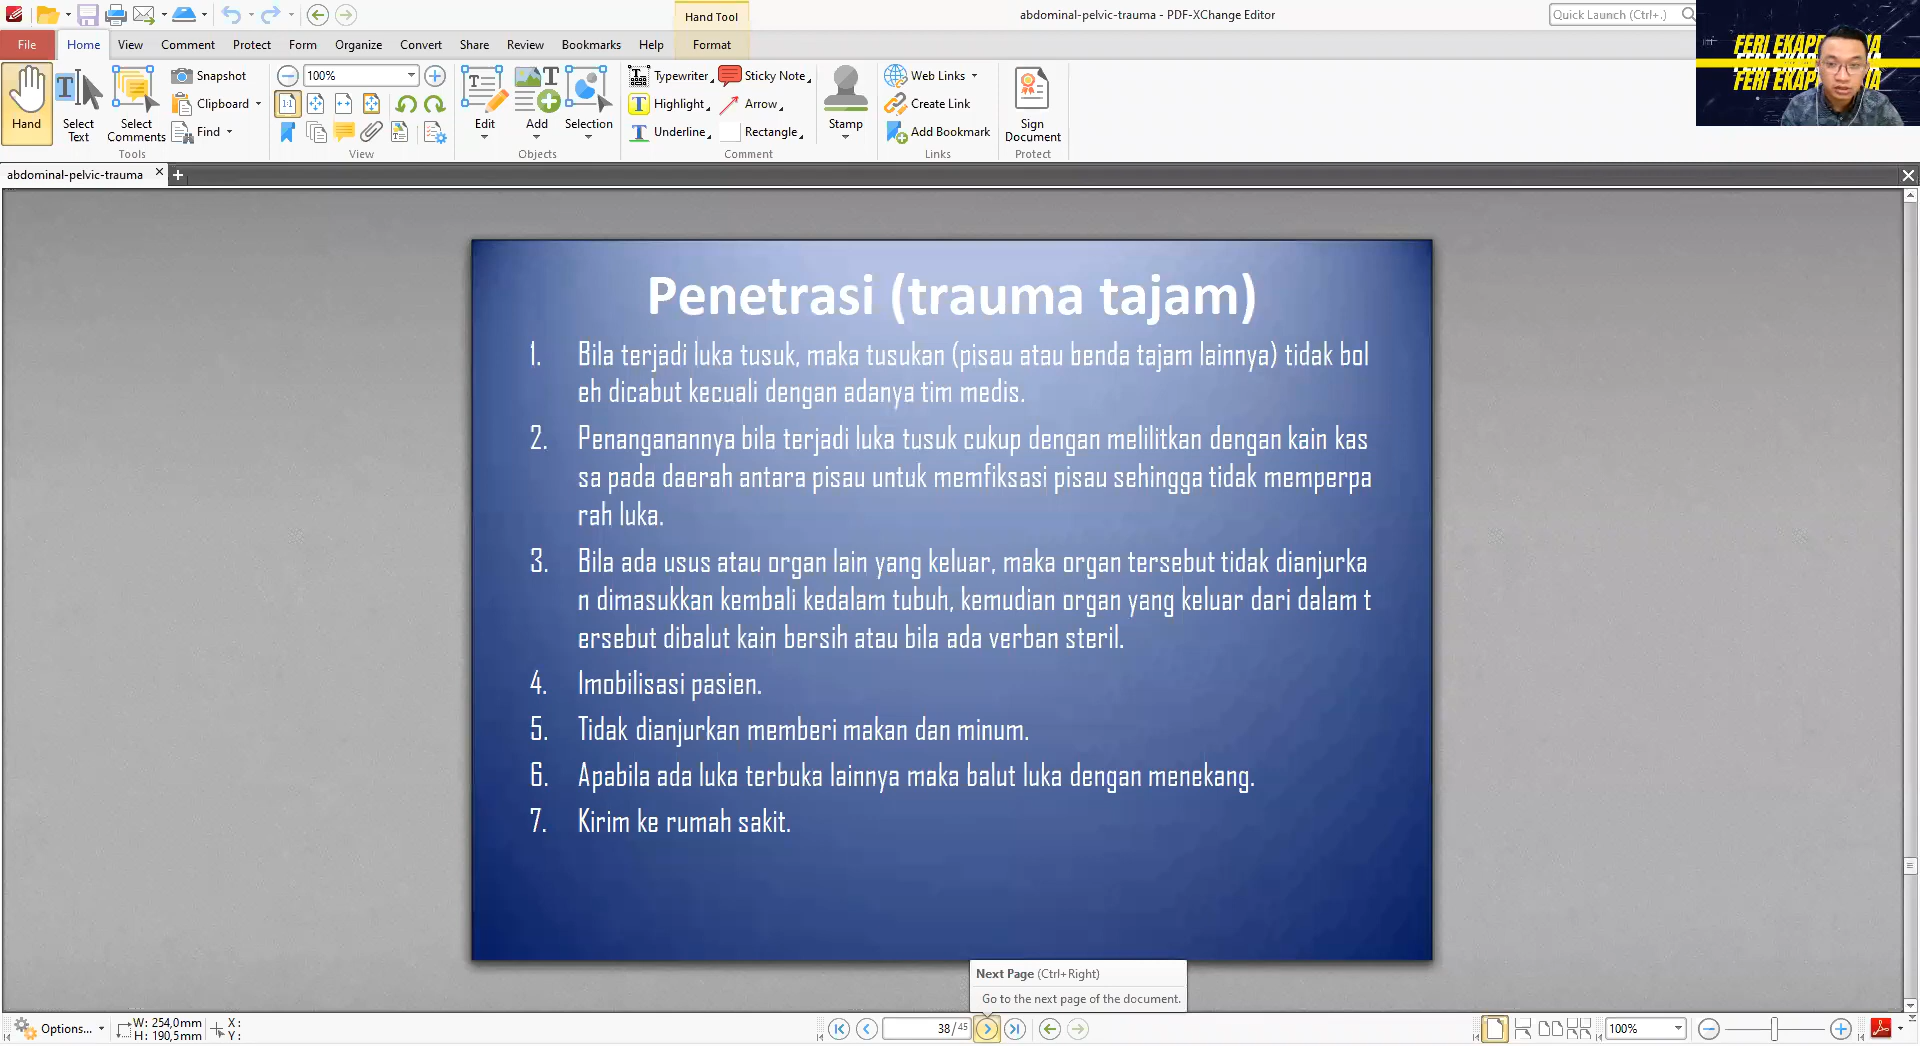 Hand Tool
abdominal-pelvic-trauma - PDF-XChange Editor
Quick Launch (Ctrl+.)
File Home View Comment Protect Form Organize Convert Share Review Bookmarks Help Format
Hand
Select Text
Select Comments
Snapshot
Clipboard
Find
Tools
100%
View
Edit
Add
Selection
Objects
Typewriter
Highlight
Underline
Sticky Note
Arrow
Rectangle
Stamp
Comment
Web Links
Create Link
Add Bookmark
Links
Sign Document
Protect
abdominal-pelvic-trauma
Penetrasi (trauma tajam)
1. Bila terjadi luka tusuk, maka tusukan (pisau atau benda tajam lainnya) tidak bol
eh dicabut kecuali dengan adanya tim medis.
2. Penanganannya bila terjadi luka tusuk cukup dengan melilitkan dengan kain kas
sa pada daerah antara pisau untuk memfiksasi pisau sehingga tidak memperpa
rah luka.
3. Bila ada usus atau organ lain yang keluar, maka organ tersebut tidak dianjurka
n dimasukkan kembali kedalam tubuh, kemudian organ yang keluar dari dalam t
ersebut dibalut kain bersih atau bila ada verban steril.
4. Imobilisasi pasien.
5. Tidak dianjurkan memberi makan dan minum.
6. Apabila ada luka terbuka lainnya maka balut luka dengan menekang.
7. Kirim ke rumah sakit.
Next Page (Ctrl+Right)
Go to the next page of the document.
Options...
W: 254,0mm
H: 190,5mm
X:
Y:
38 / 45
100%